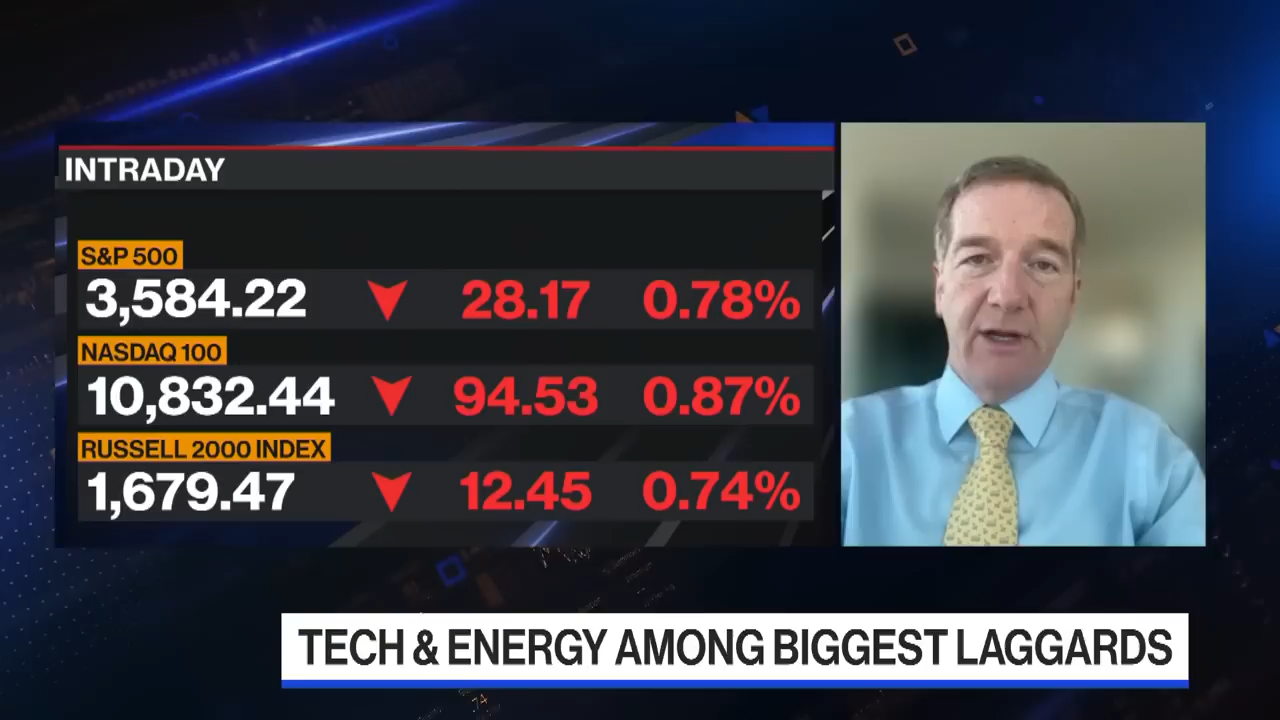 INTRADAY
S&P 500
3,584.22 28.17 0.78%
NASDAQ 100
10,832.44 94.53 0.87%
RUSSELL 2000 INDEX
1,679.47 12.45 0.74%
TECH & ENERGY AMONG BIGGEST LAGGARDS